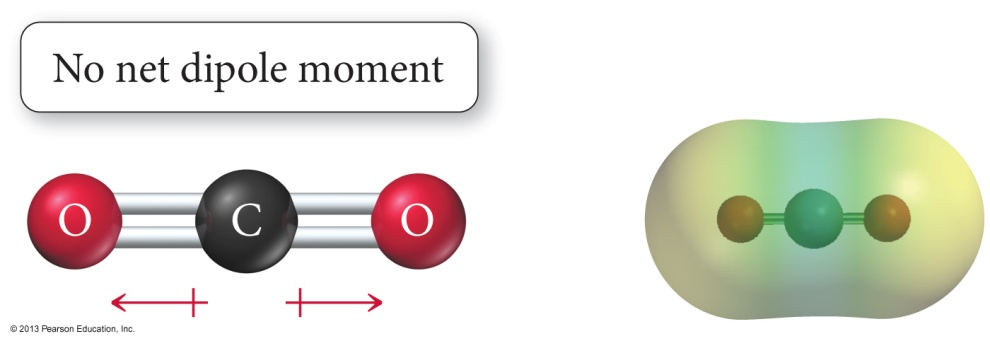 No net dipole moment
O C O
© 2013 Pearson Education, Inc.